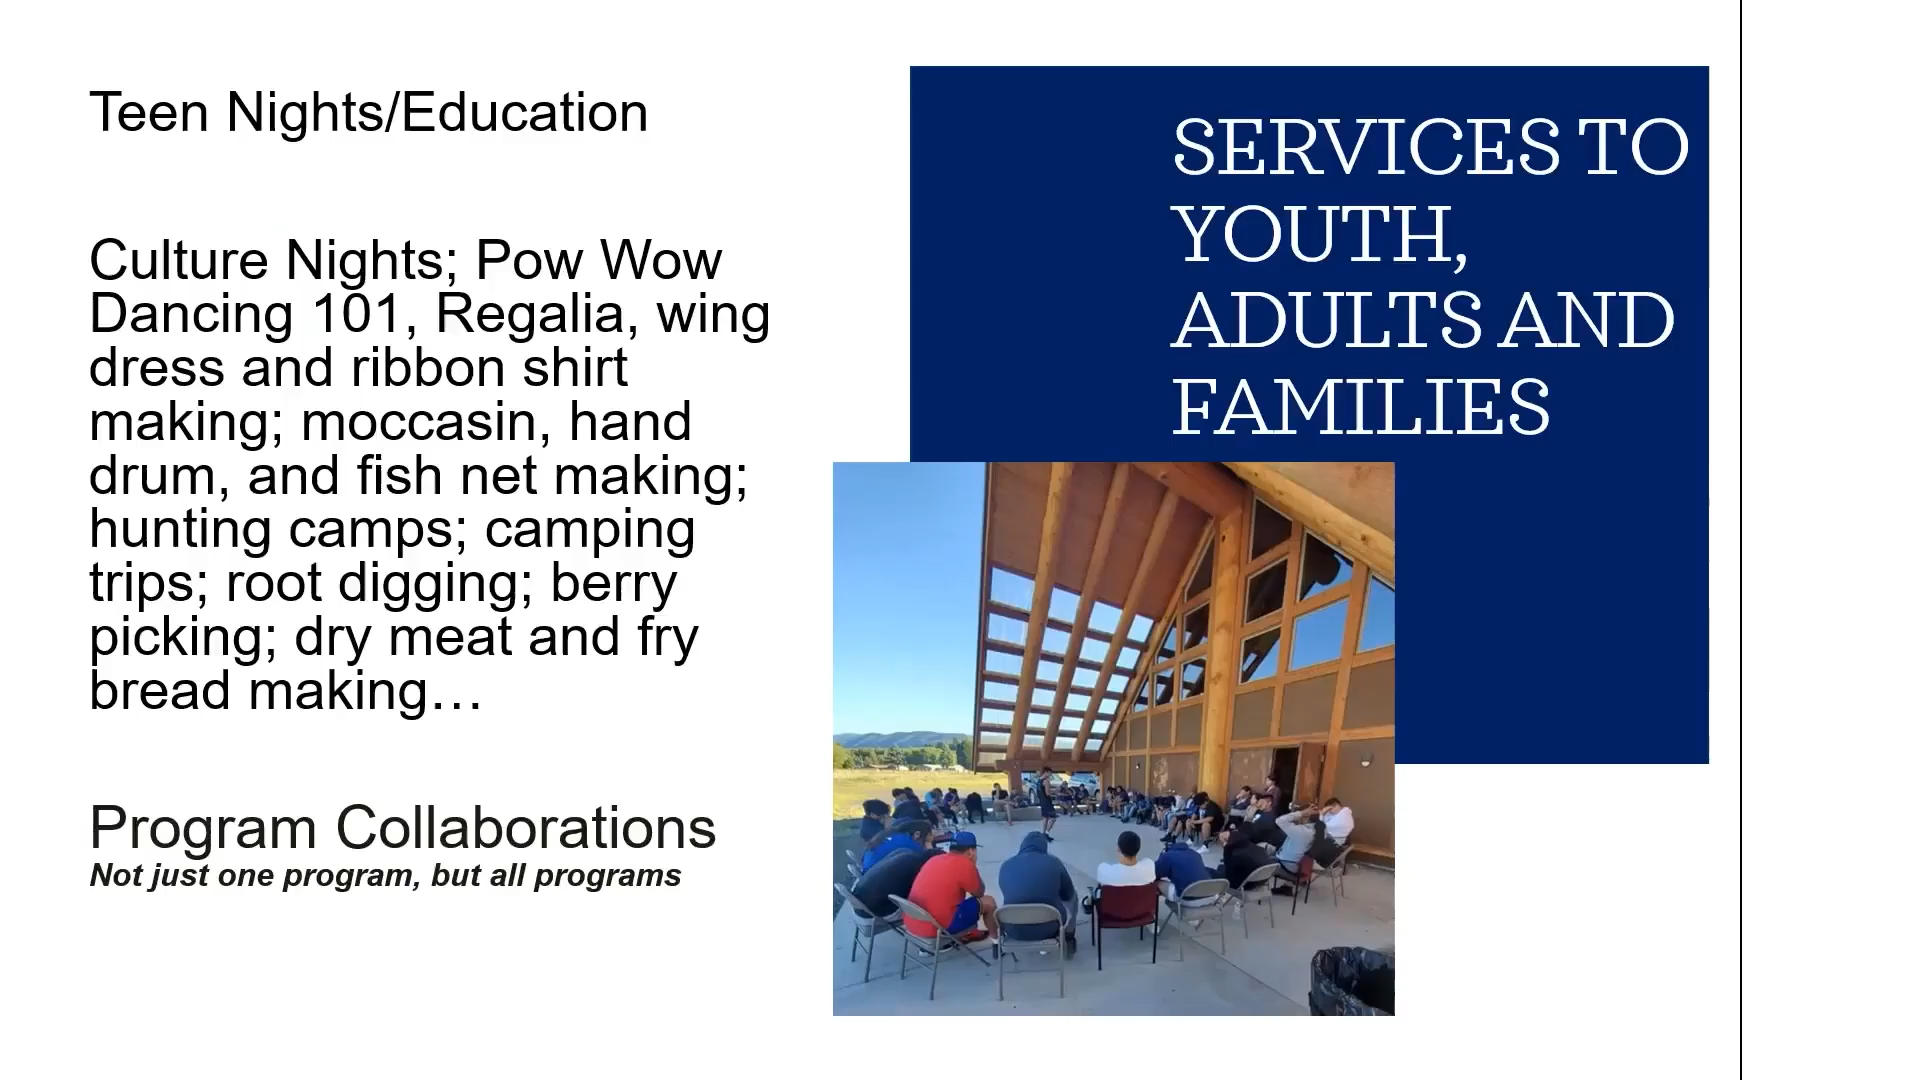 Teen Nights/Education
Culture Nights; Pow Wow
Dancing 101, Regalia, wing
dress and ribbon shirt
making; moccasin, hand
drum, and fish net making;
hunting camps; camping
trips; root digging; berry
picking; dry meat and fry
bread making…
Program Collaborations
Not just one program, but all programs
SERVICES TO
YOUTH,
ADULTS AND
FAMILIES